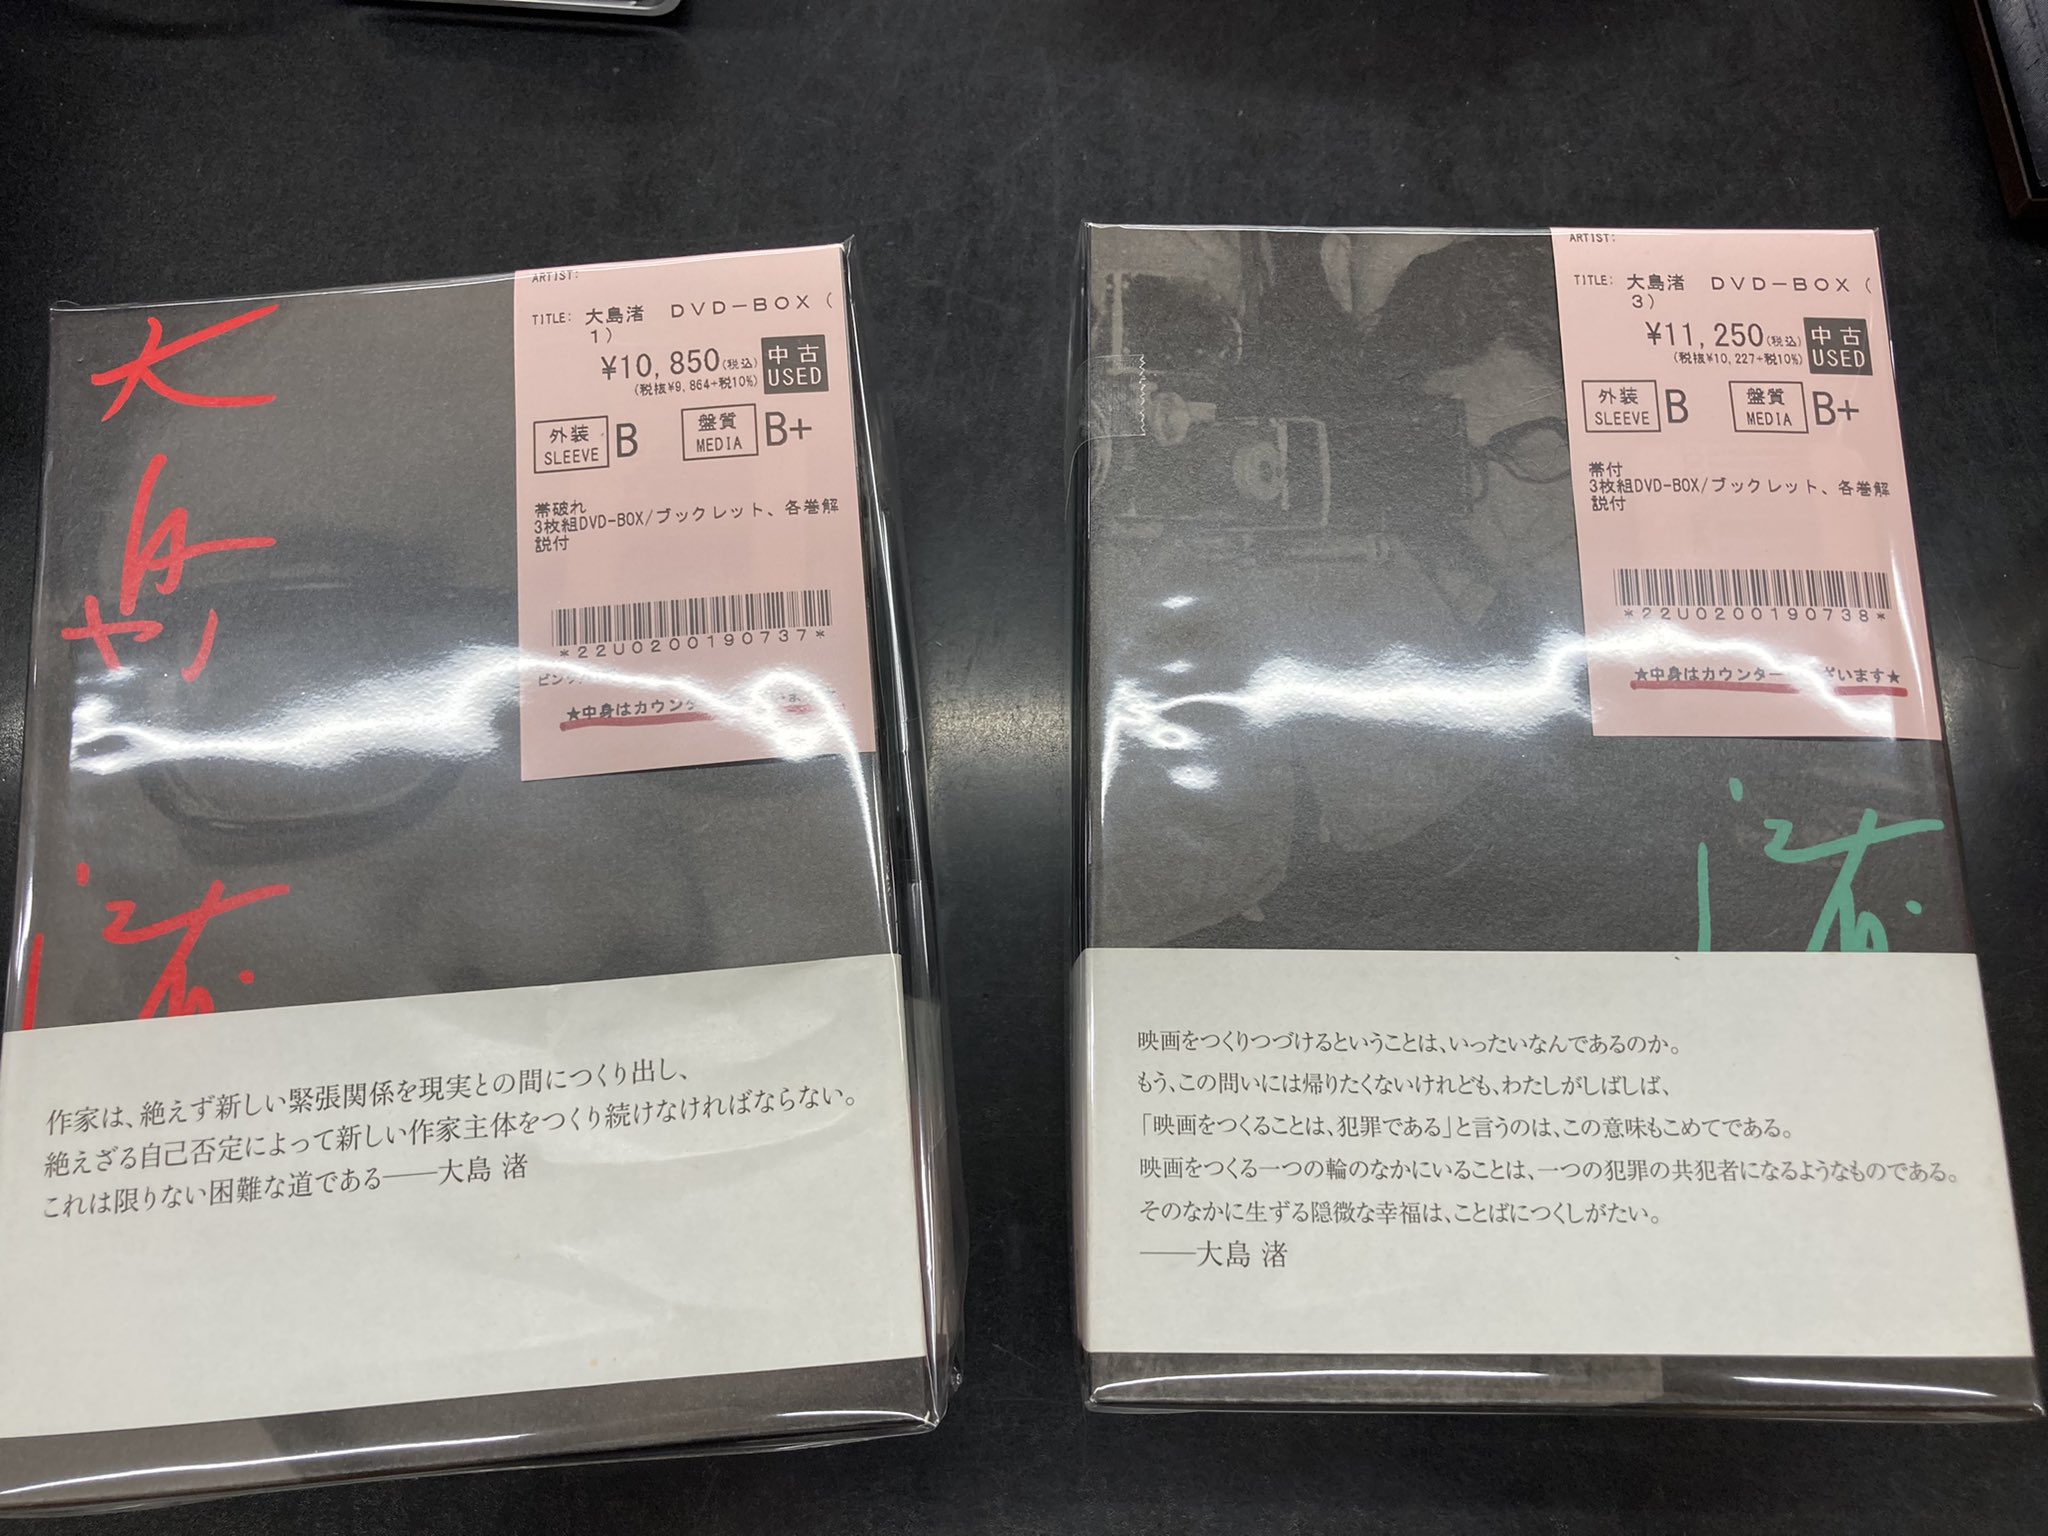 大
島
渚
ARTIST:
TITLE: 大島渚 DVD-BOX (
1)
¥10,850(税込)
(税抜¥9,864+税10%)
中古
USED
外装
SLEEVE
B
盤質
MEDIA
B+
帯破れ
3枚組DVD-BOX/ブックレット、各巻解
説付
*22U0200190737*
★中身はカウンタ
作家は、絶えず新しい緊張関係を現実との間につくり出し、
絶えざる自己否定によって新しい作家主体をつくり続けなければならない。
これは限りない困難な道である——大島 渚
ARTIST:
TITLE: 大島渚 DVD-BOX (
3)
¥11,250(税込)
(税抜¥10,227+税10%)
中古
USED
外装
SLEEVE
B
盤質
MEDIA
B+
帯付
3枚組DVD-BOX/ブックレット、各巻解
説付
*22U0200190738*
★中身はカウンター ざいます★
渚
映画をつくりつづけるということは、いったいなんであるのか。
もう、この問いには帰りたくないけれども、わたしがしばしば、
「映画をつくることは、犯罪である」と言うのは、この意味もこめてである。
映画をつくる一つの輪のなかにいることは、一つの犯罪の共犯者になるようなものである。
そのなかに生ずる隠微な幸福は、ことばにつくしがたい。
——大島 渚